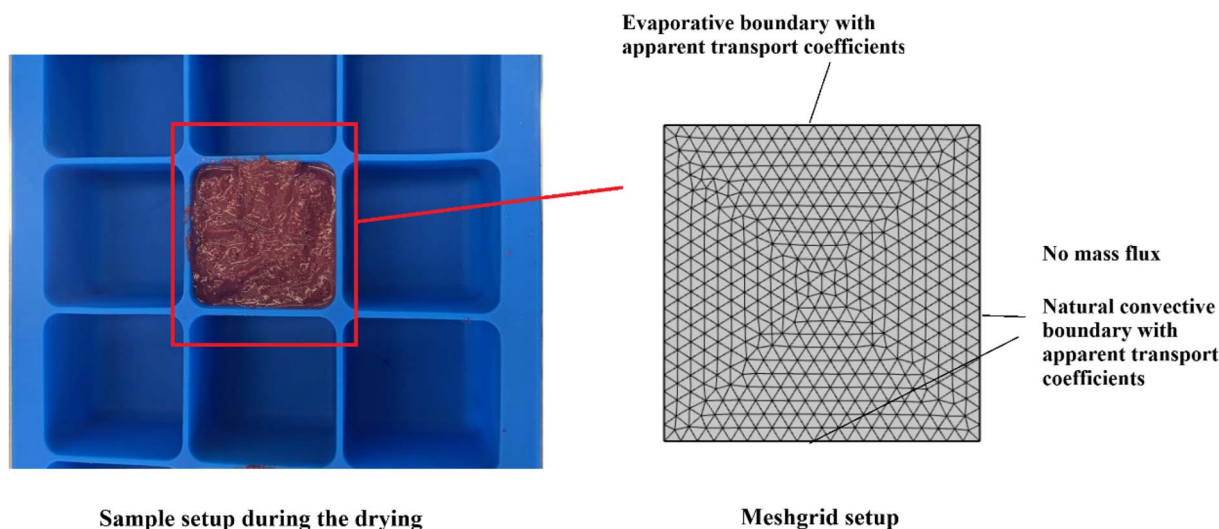 Evaporative boundary with
apparent transport coefficients
No mass flux
Natural convective
boundary with
apparent transport
coefficients
Sample setup during the drying
Meshgrid setup